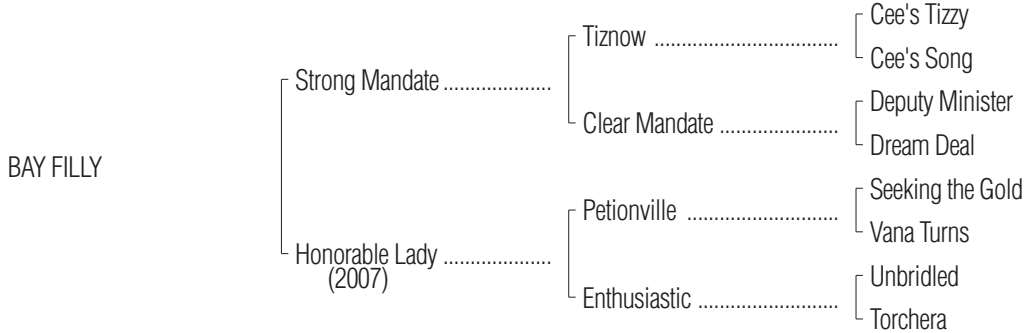 Cee's Tizzy
Tiznow ..................................
Cee's Song
Strong Mandate ....................
Deputy Minister
Clear Mandate ......................
Dream Deal
BAY FILLY
Seeking the Gold
Petionville ............................
Vana Turns
Honorable Lady ....................
(2007)
Unbridled
Enthusiastic ..........................
Torchera